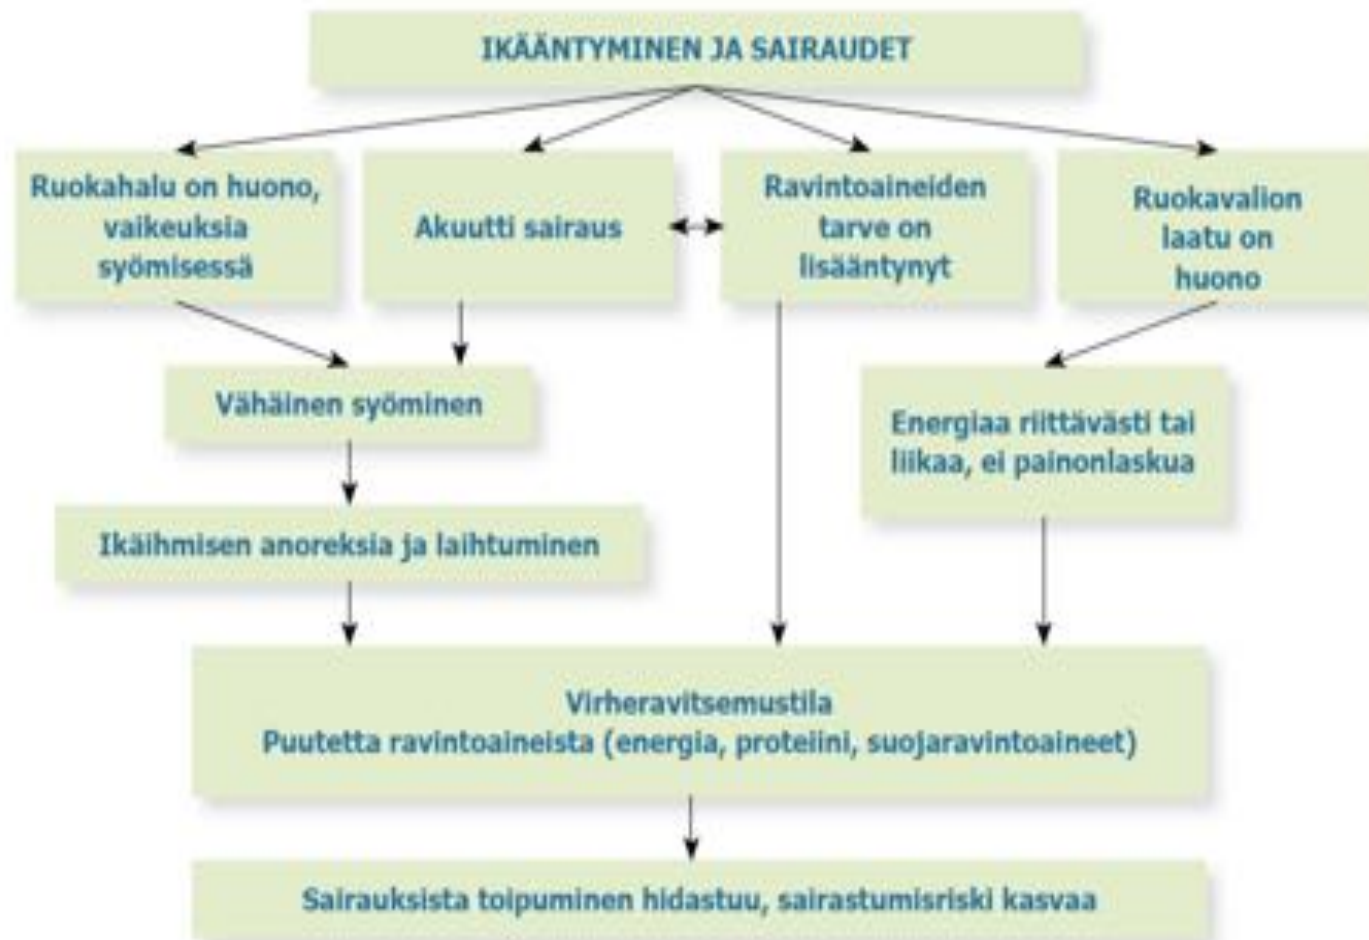 IKÄÄNTYMINEN JA SAIRAUDET
Ruokahalu on huono,
vaikeuksia
syömisessä
Akuutti sairaus
Ravintoaineiden
tarve on
lisääntynyt
Ruokavalion
laatu on
huono
Vähäinen syöminen
Energiaa riittävästi tai
liikaa, ei painonlaskua
Ikäihmisen anoreksia ja laihtuminen
Virheravitsemustila
Puutetta ravintoaineista (energia, proteiini, suojaravintoaineet)
Sairauksista toipuminen hidastuu, sairastumisriski kasvaa